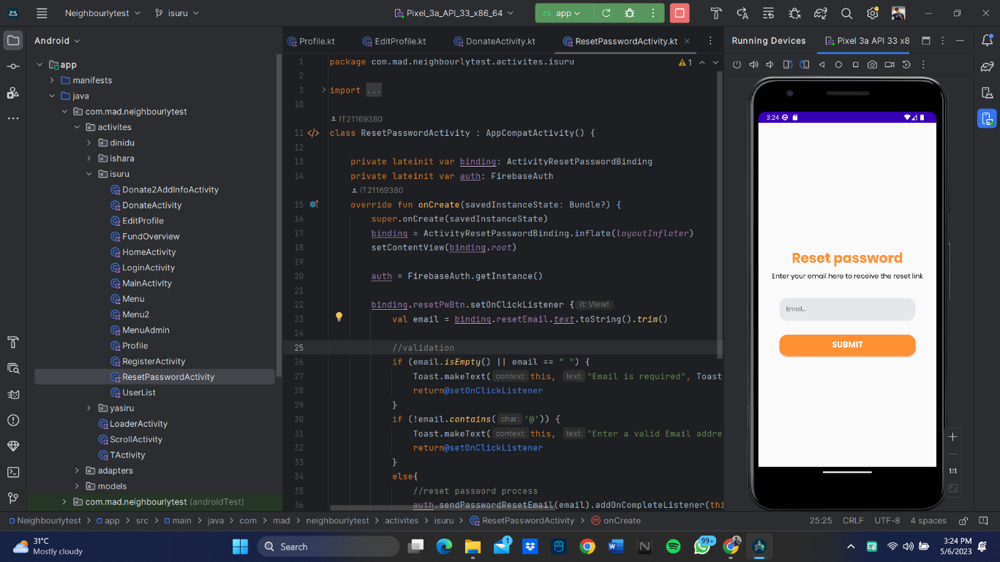 Neighbourlytest
isuru
Pixel_3a_API_33_x86_64
app
Android
Profile.kt
EditProfile.kt
DonateActivity.kt
ResetPasswordActivity.kt
Running Devices
Pixel 3a API 33 x8
app
manifests
java
com.mad.neighbourlytest
activites
dinidu
ishara
isuru
Donate2AddInfoActivity
DonateActivity
EditProfile
FundOverview
HomeActivity
LoginActivity
MainActivity
Menu
Menu2
MenuAdmin
Profile
RegisterActivity
ResetPasswordActivity
UserList
yasiru
LoaderActivity
ScrollActivity
TActivity
adapters
models
com.mad.neighbourlytest (androidTest)
1 package com.mad.neighbourlytest.activites.isuru
1
2
3 import ...
10
IT21169380
11 class ResetPasswordActivity : AppCompatActivity() {
12
13 private lateinit var binding: ActivityResetPasswordBinding
14 private lateinit var auth: FirebaseAuth
IT21169380
15 override fun onCreate(savedInstanceState: Bundle?) {
16 super.onCreate(savedInstanceState)
17 binding = ActivityResetPasswordBinding.inflate(layoutInflater)
18 setContentView(binding.root)
19
20 auth = FirebaseAuth.getInstance()
21
22 binding.resetPwBtn.setOnClickListener { it: View!
23 val email = binding.resetEmail.text.toString().trim()
24
25 //validation
26 if (email.isEmpty() || email == " ") {
27 Toast.makeText( context: this, text: "Email is required", Toast
28 return@setOnClickListener
29 }
30 if (!email.contains( char: '@')) {
31 Toast.makeText( context: this, text: "Enter a valid Email addre
32 return@setOnClickListener
33 }
34 else{
35 //reset password process
36 auth.sendPasswordResetEmail(email).addOnCompleteListener(thi
3:24
Reset password
Enter your email here to receive the reset link
Email..
SUBMIT
1:1
Neighbourlytest > app > src > main > java > com > mad > neighbourlytest > activites > isuru > ResetPasswordActivity > onCreate
25:25 CRLF UTF-8 4 spaces
31°C
Mostly cloudy
Search
1
99+
3:24 PM
5/6/2023